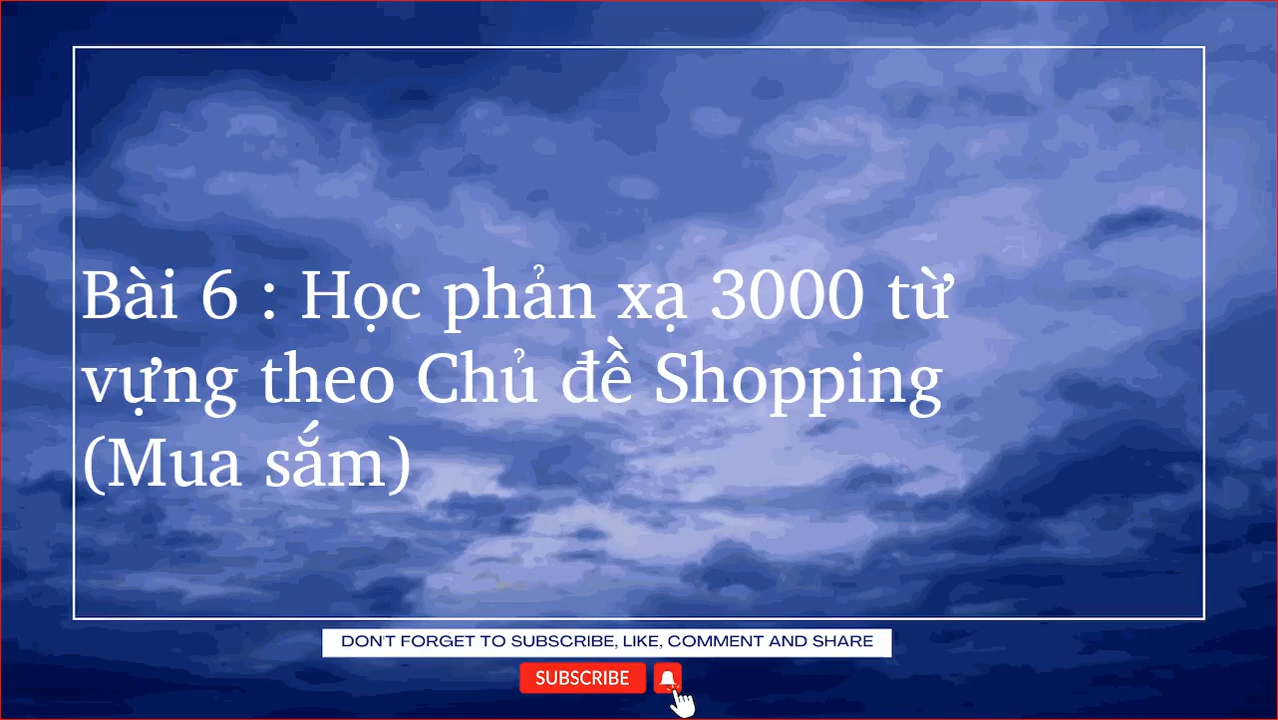 Bài 6 : Học phản xạ 3000 từ
vựng theo Chủ đề Shopping
(Mua sắm)
DON'T FORGET TO SUBSCRIBE, LIKE, COMMENT AND SHARE
SUBSCRIBE